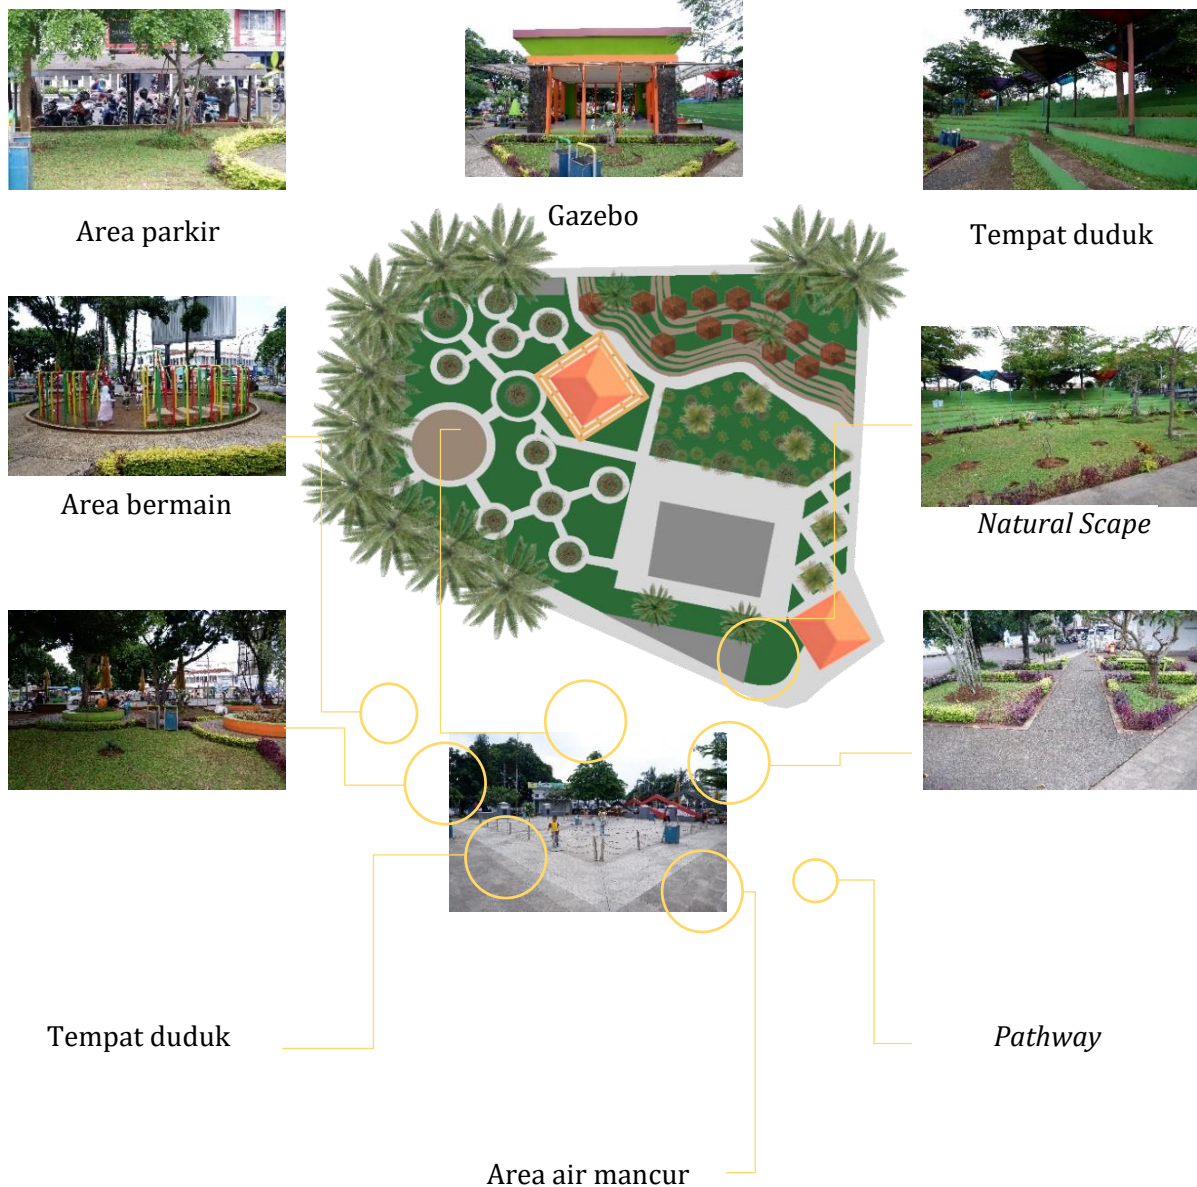 Area parkir
Gazebo
Tempat duduk
Area bermain
Natural Scape
Tempat duduk
Pathway
Area air mancur